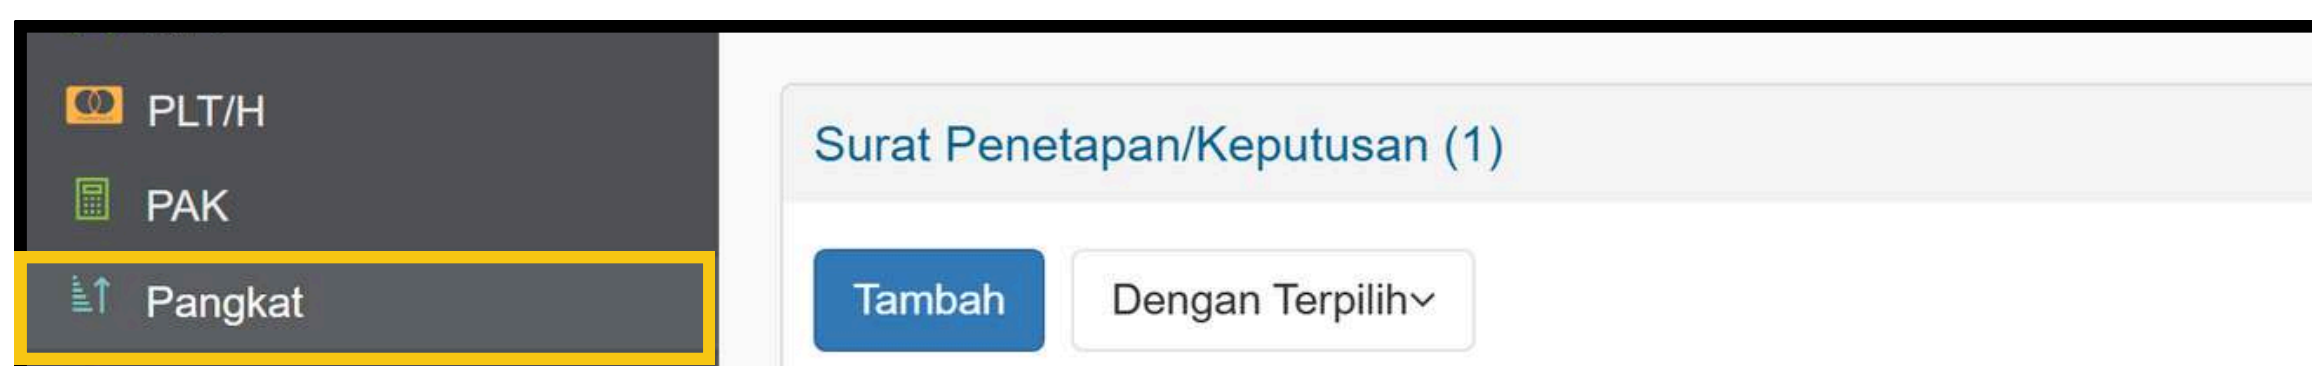 PLT/H
PAK
Pangkat
Surat Penetapan/Keputusan (1)
Tambah
Dengan Terpilih